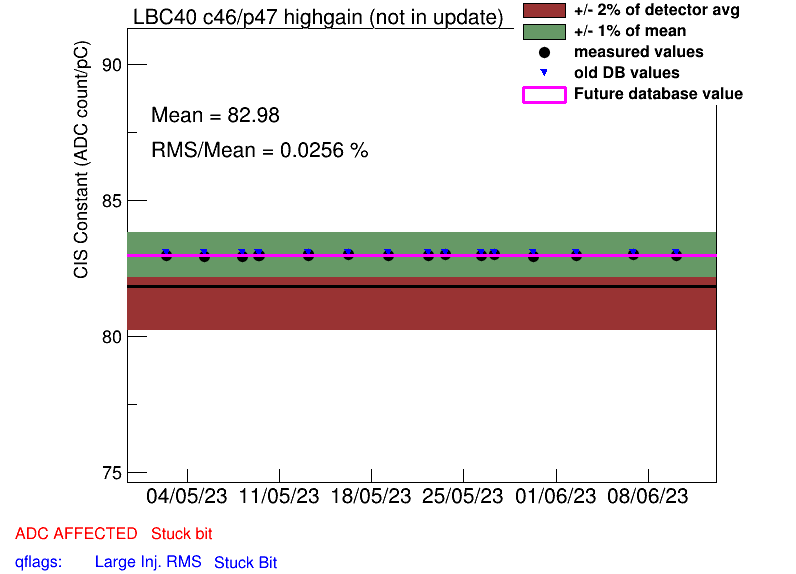 LBC40 c46/p47 highgain (not in update)
+/- 2% of detector avg
+/- 1% of mean
measured values
old DB values
Future database value
CIS Constant (ADC count/pC)
90
85
80
75
Mean = 82.98
RMS/Mean = 0.0256 %
04/05/23 11/05/23 18/05/23 25/05/23 01/06/23 08/06/23
ADC AFFECTED Stuck bit
qflags: Large Inj. RMS Stuck Bit